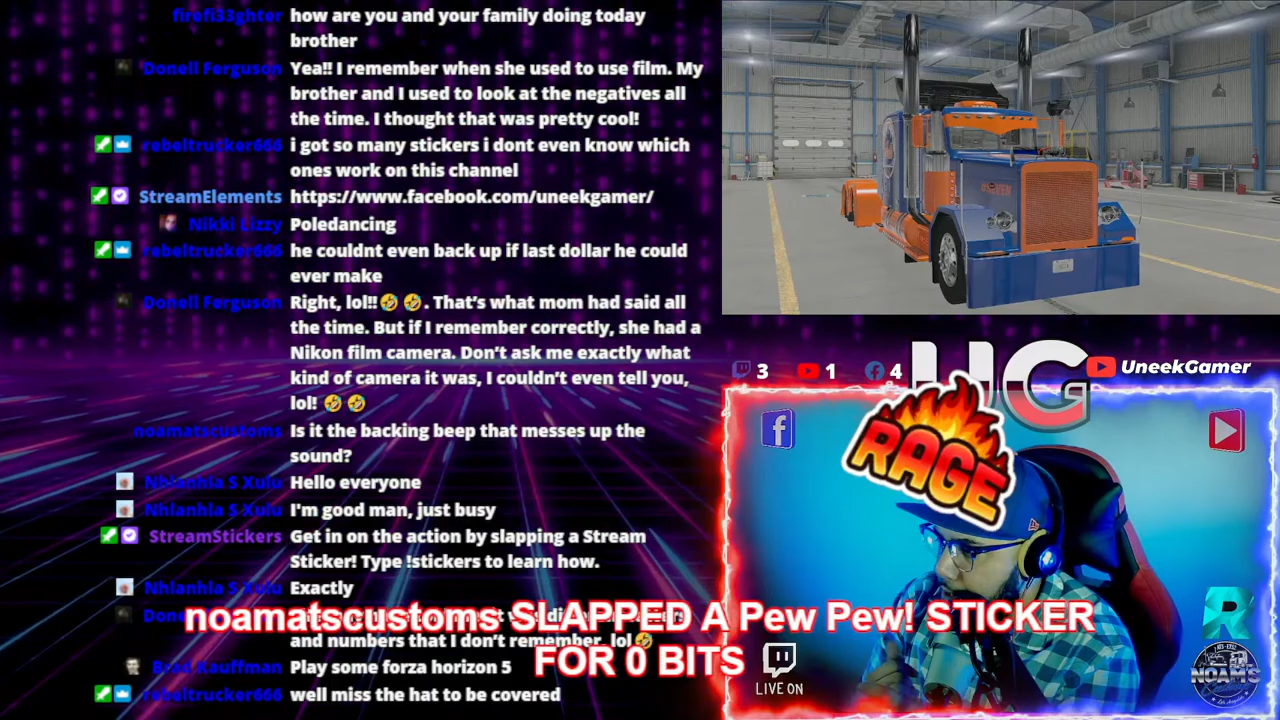 firefi33ghter how are you and your family doing today
brother
Donell Ferguson Yea!! I remember when she used to use film. My
brother and I used to look at the negatives all
the time. I thought that was pretty cool!
rebeltrucker666 i got so many stickers i dont even know which
ones work on this channel
StreamElements https://www.facebook.com/uneekgamer/
Nikki Lizzy Poledancing
rebeltrucker666 he couldnt even back up if last dollar he could
ever make
Donell Ferguson Right, lol!!🤣🤣. That’s what mom had said all
the time. But if I remember correctly, she had a
Nikon film camera. Don’t ask me exactly what
kind of camera it was, I couldn’t even tell you,
lol! 🤣🤣
noamatscustoms Is it the backing beep that messes up the
sound?
Nhlanhla S Xulu Hello everyone
Nhlanhla S Xulu I'm good man, just busy
StreamStickers Get in on the action by slapping a Stream
Sticker! Type !stickers to learn how.
Nhlanhla S Xulu Exactly
and numbers that I don’t remember, lol🤣
Brad Kauffman Play some forza horizon 5
rebeltrucker666 well miss the hat to be covered
noamatscustoms SLAPPED A Pew Pew! STICKER
FOR 0 BITS
3 1 4
UG
UneekGamer
RAGE
LIVE ON
R
NOAM'S